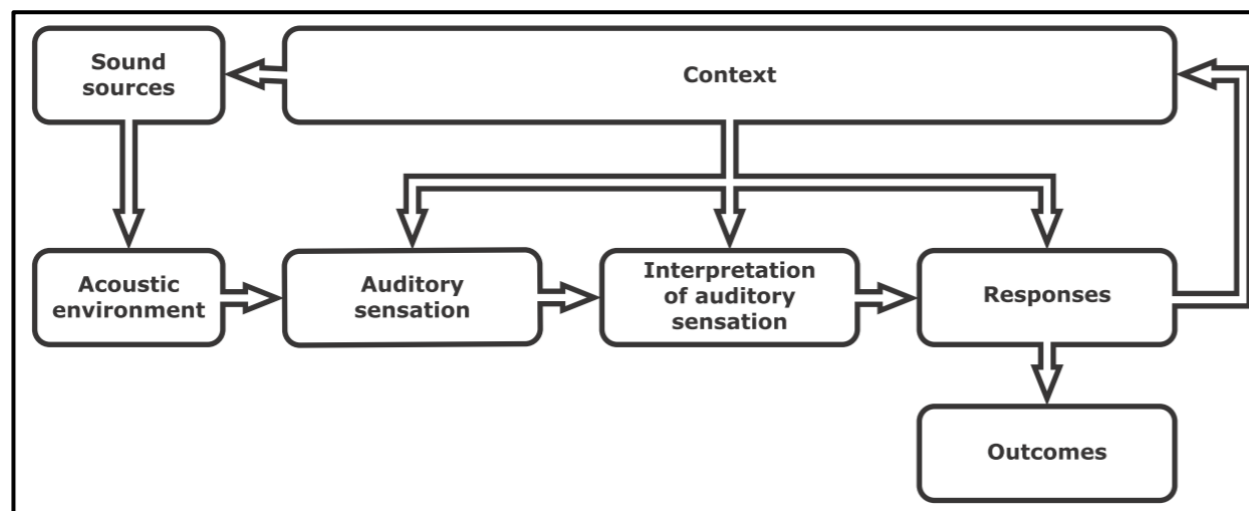 Sound
sources
Context
Acoustic
environment
Auditory
sensation
Interpretation
of auditory
sensation
Responses
Outcomes